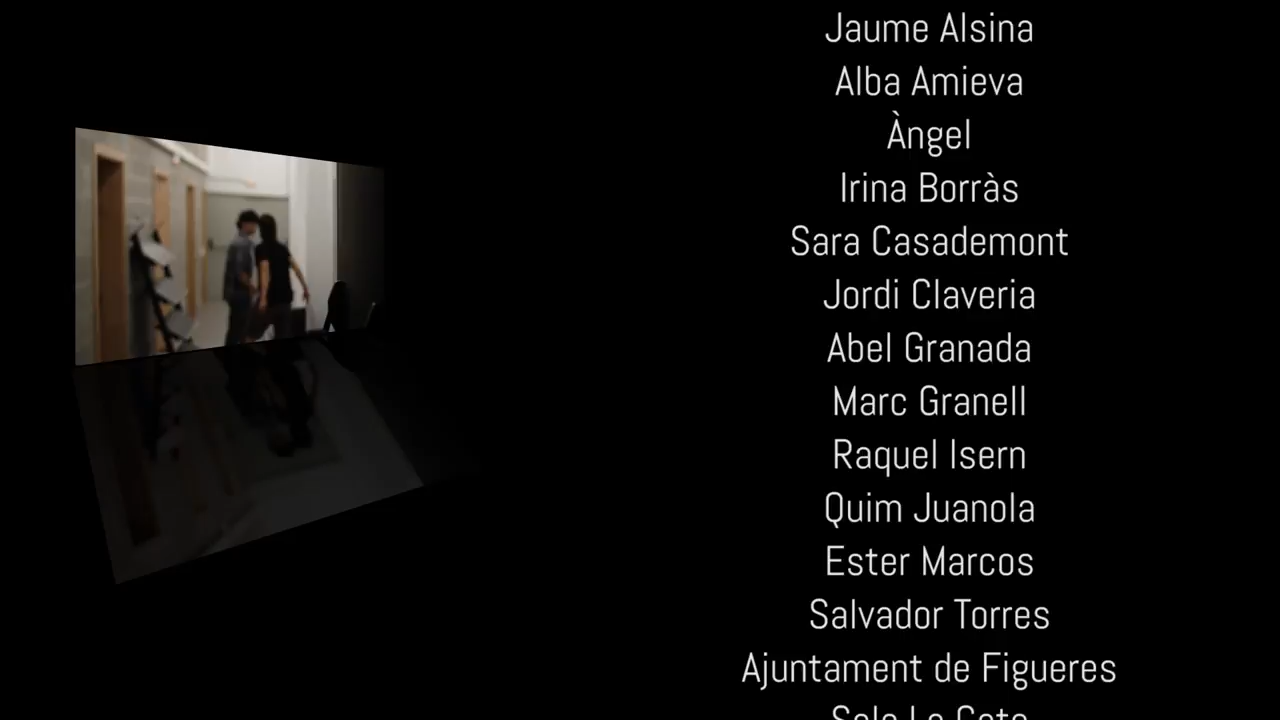 Jaume Alsina
Alba Amieva
Àngel
Irina Borràs
Sara Casademont
Jordi Claveria
Abel Granada
Marc Granell
Raquel Isern
Quim Juanola
Ester Marcos
Salvador Torres
Ajuntament de Figueres